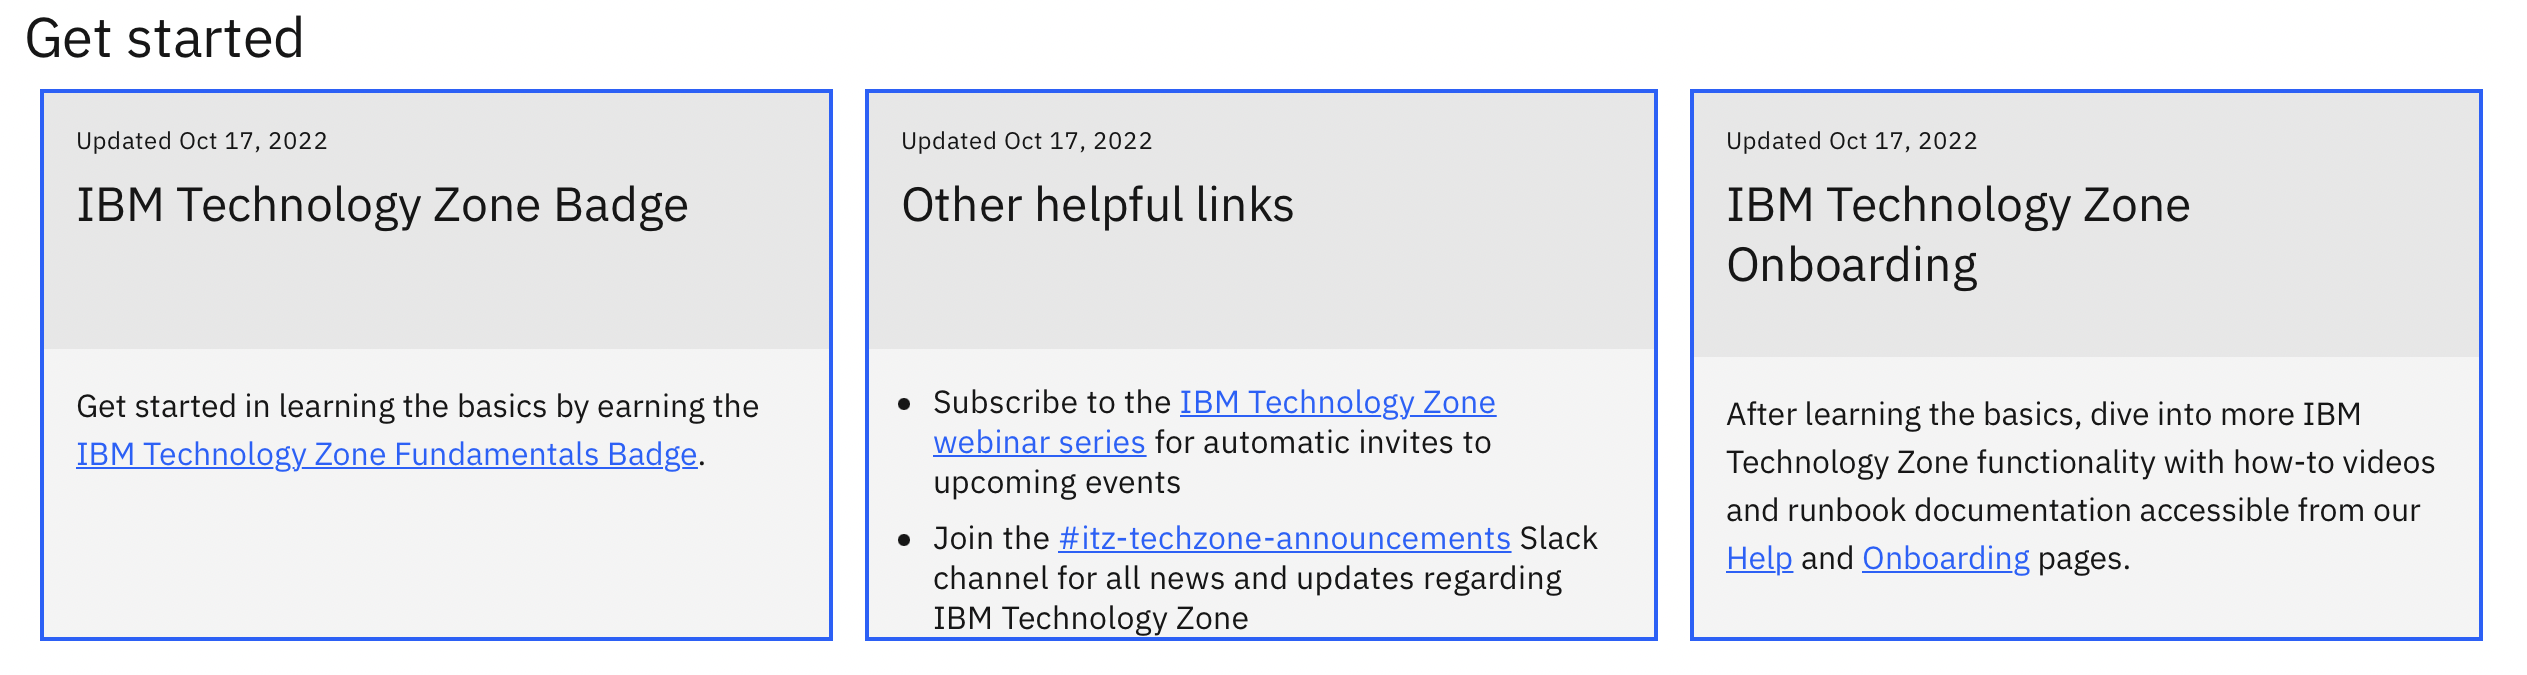 Get started
Updated Oct 17, 2022
IBM Technology Zone Badge
Get started in learning the basics by earning the
IBM Technology Zone Fundamentals Badge.
Updated Oct 17, 2022
Other helpful links
• Subscribe to the IBM Technology Zone
webinar series for automatic invites to
upcoming events
• Join the #itz-techzone-announcements Slack
channel for all news and updates regarding
IBM Technology Zone
Updated Oct 17, 2022
IBM Technology Zone
Onboarding
After learning the basics, dive into more IBM
Technology Zone functionality with how-to videos
and runbook documentation accessible from our
Help and Onboarding pages.